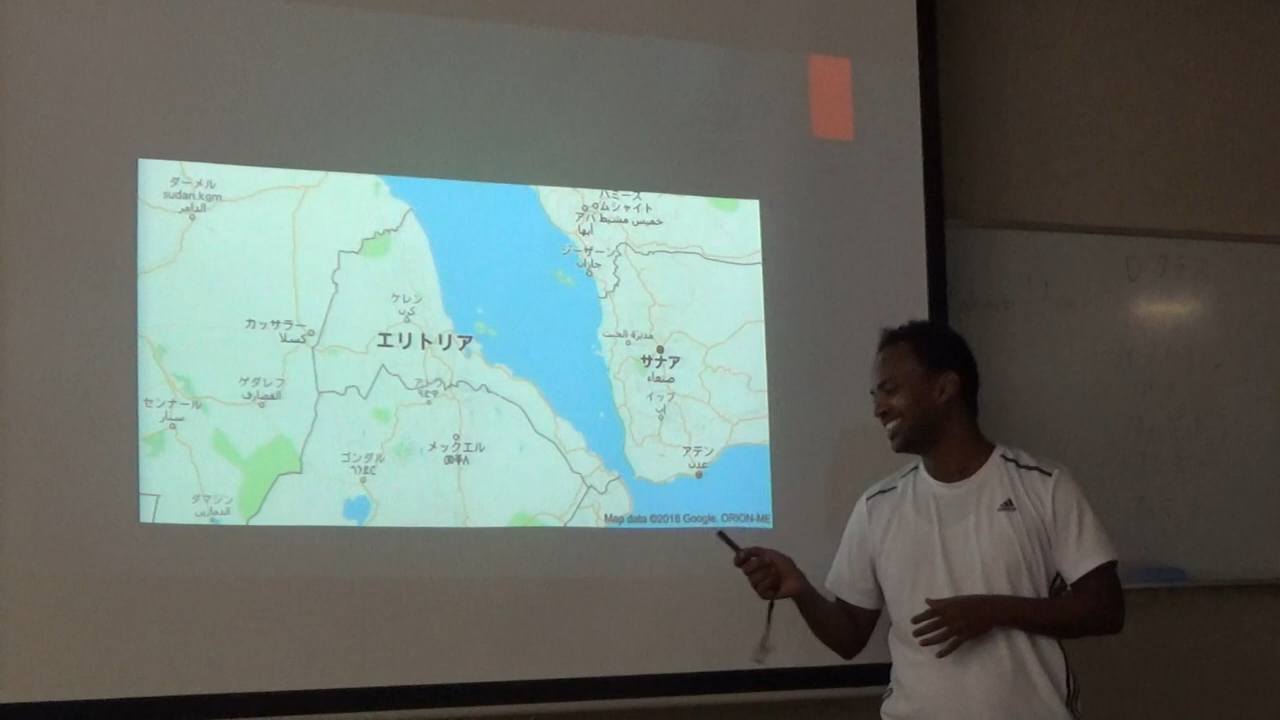 ダーメル
sudan.kgm
الدامر
ハミース
ムシャイト
アバ خميس مشيط
أبها
ジーザーン
جازان
ケレン
كرن
カッサラー
كسلا
エリトリア
مديرية الخبت
サナア
صنعاء
イッブ
إب
ゲダレフ
القضارف
センナール
سنار
メックエル
ゴンダル
アデン
عدن
ダマジン
الدمازين
Map data ©2018 Google, ORION-ME